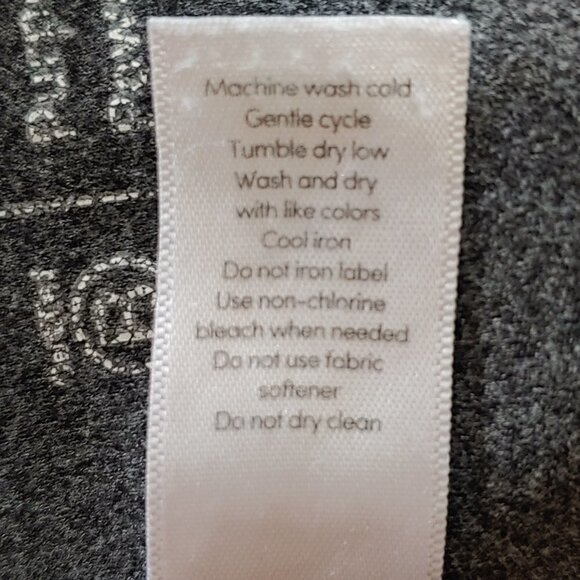 Machine wash cold
Gentle cycle
Tumble dry low
Wash and dry
with like colors
Cool iron
Do not iron label
Use non-chlorine
bleach when needed
Do not use fabric
softener
Do not dry clean